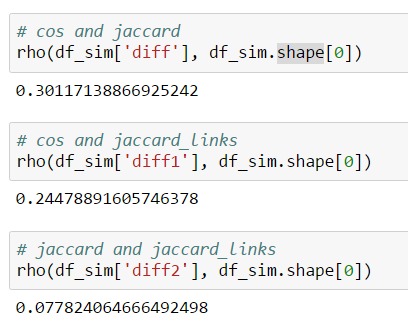 # cos and jaccard
rho(df_sim['diff'], df_sim.shape[0])
0.30117138866925242
# cos and jaccard_links
rho(df_sim['diff1'], df_sim.shape[0])
0.24478891605746378
# jaccard and jaccard_links
rho(df_sim['diff2'], df_sim.shape[0])
0.077824064666492498